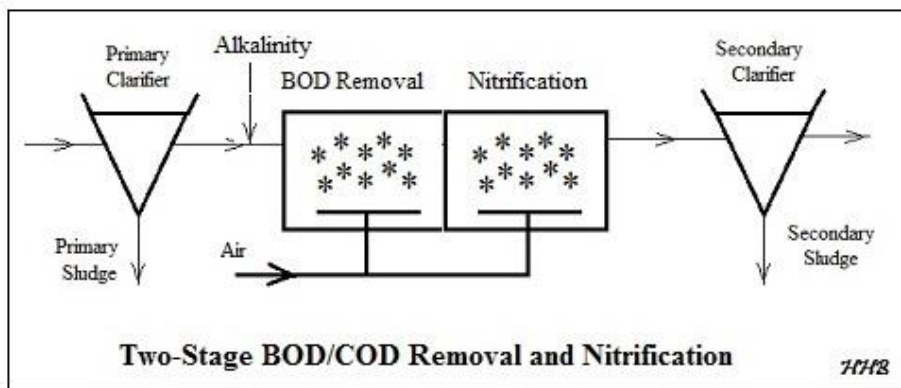 Primary
Clarifier
Alkalinity
BOD Removal
Nitrification
Secondary
Clarifier
Primary
Sludge
Air
Secondary
Sludge
Two-Stage BOD/COD Removal and Nitrification
HHB